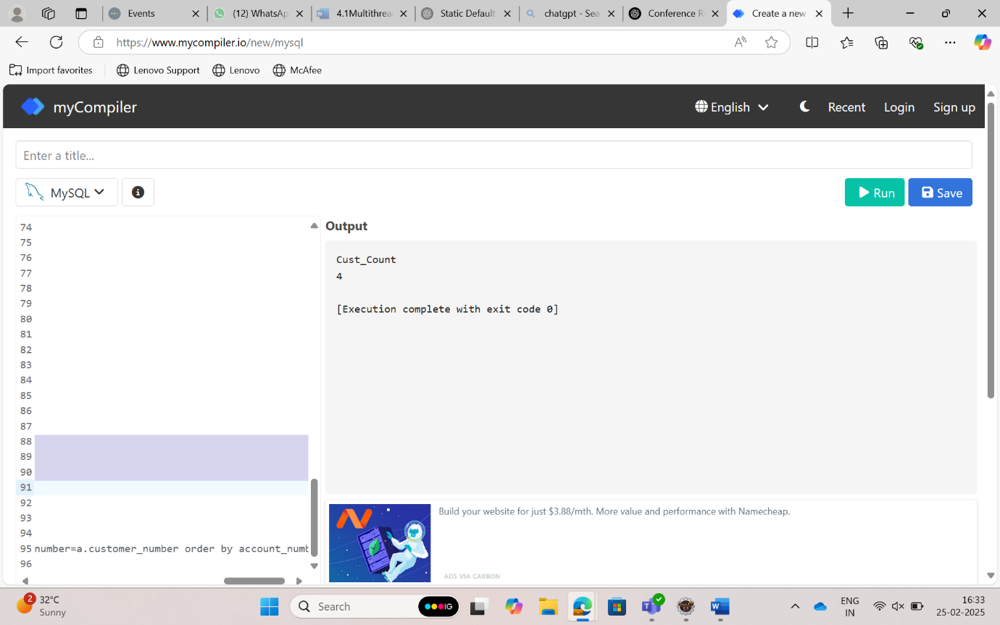 Events
(12) WhatsAp
4.1Multithrea
Static Default
chatgpt - Sea
Conference R
Create a new
https://www.mycompiler.io/new/mysql
Import favorites
Lenovo Support
Lenovo
McAfee
myCompiler
English
Recent
Login
Sign up
Enter a title...
MySQL
Run
Save
74
75
76
77
78
79
80
81
82
83
84
85
86
87
88
89
90
91
92
93
94
95 number=a.customer_number order by account_numb
96
Output
Cust_Count
4
[Execution complete with exit code 0]
Build your website for just $3.88/mth. More value and performance with Namecheap.
ADS VIA CARBON
2
32°C
Sunny
Search
IG
ENG
IN
16:33
25-02-2025